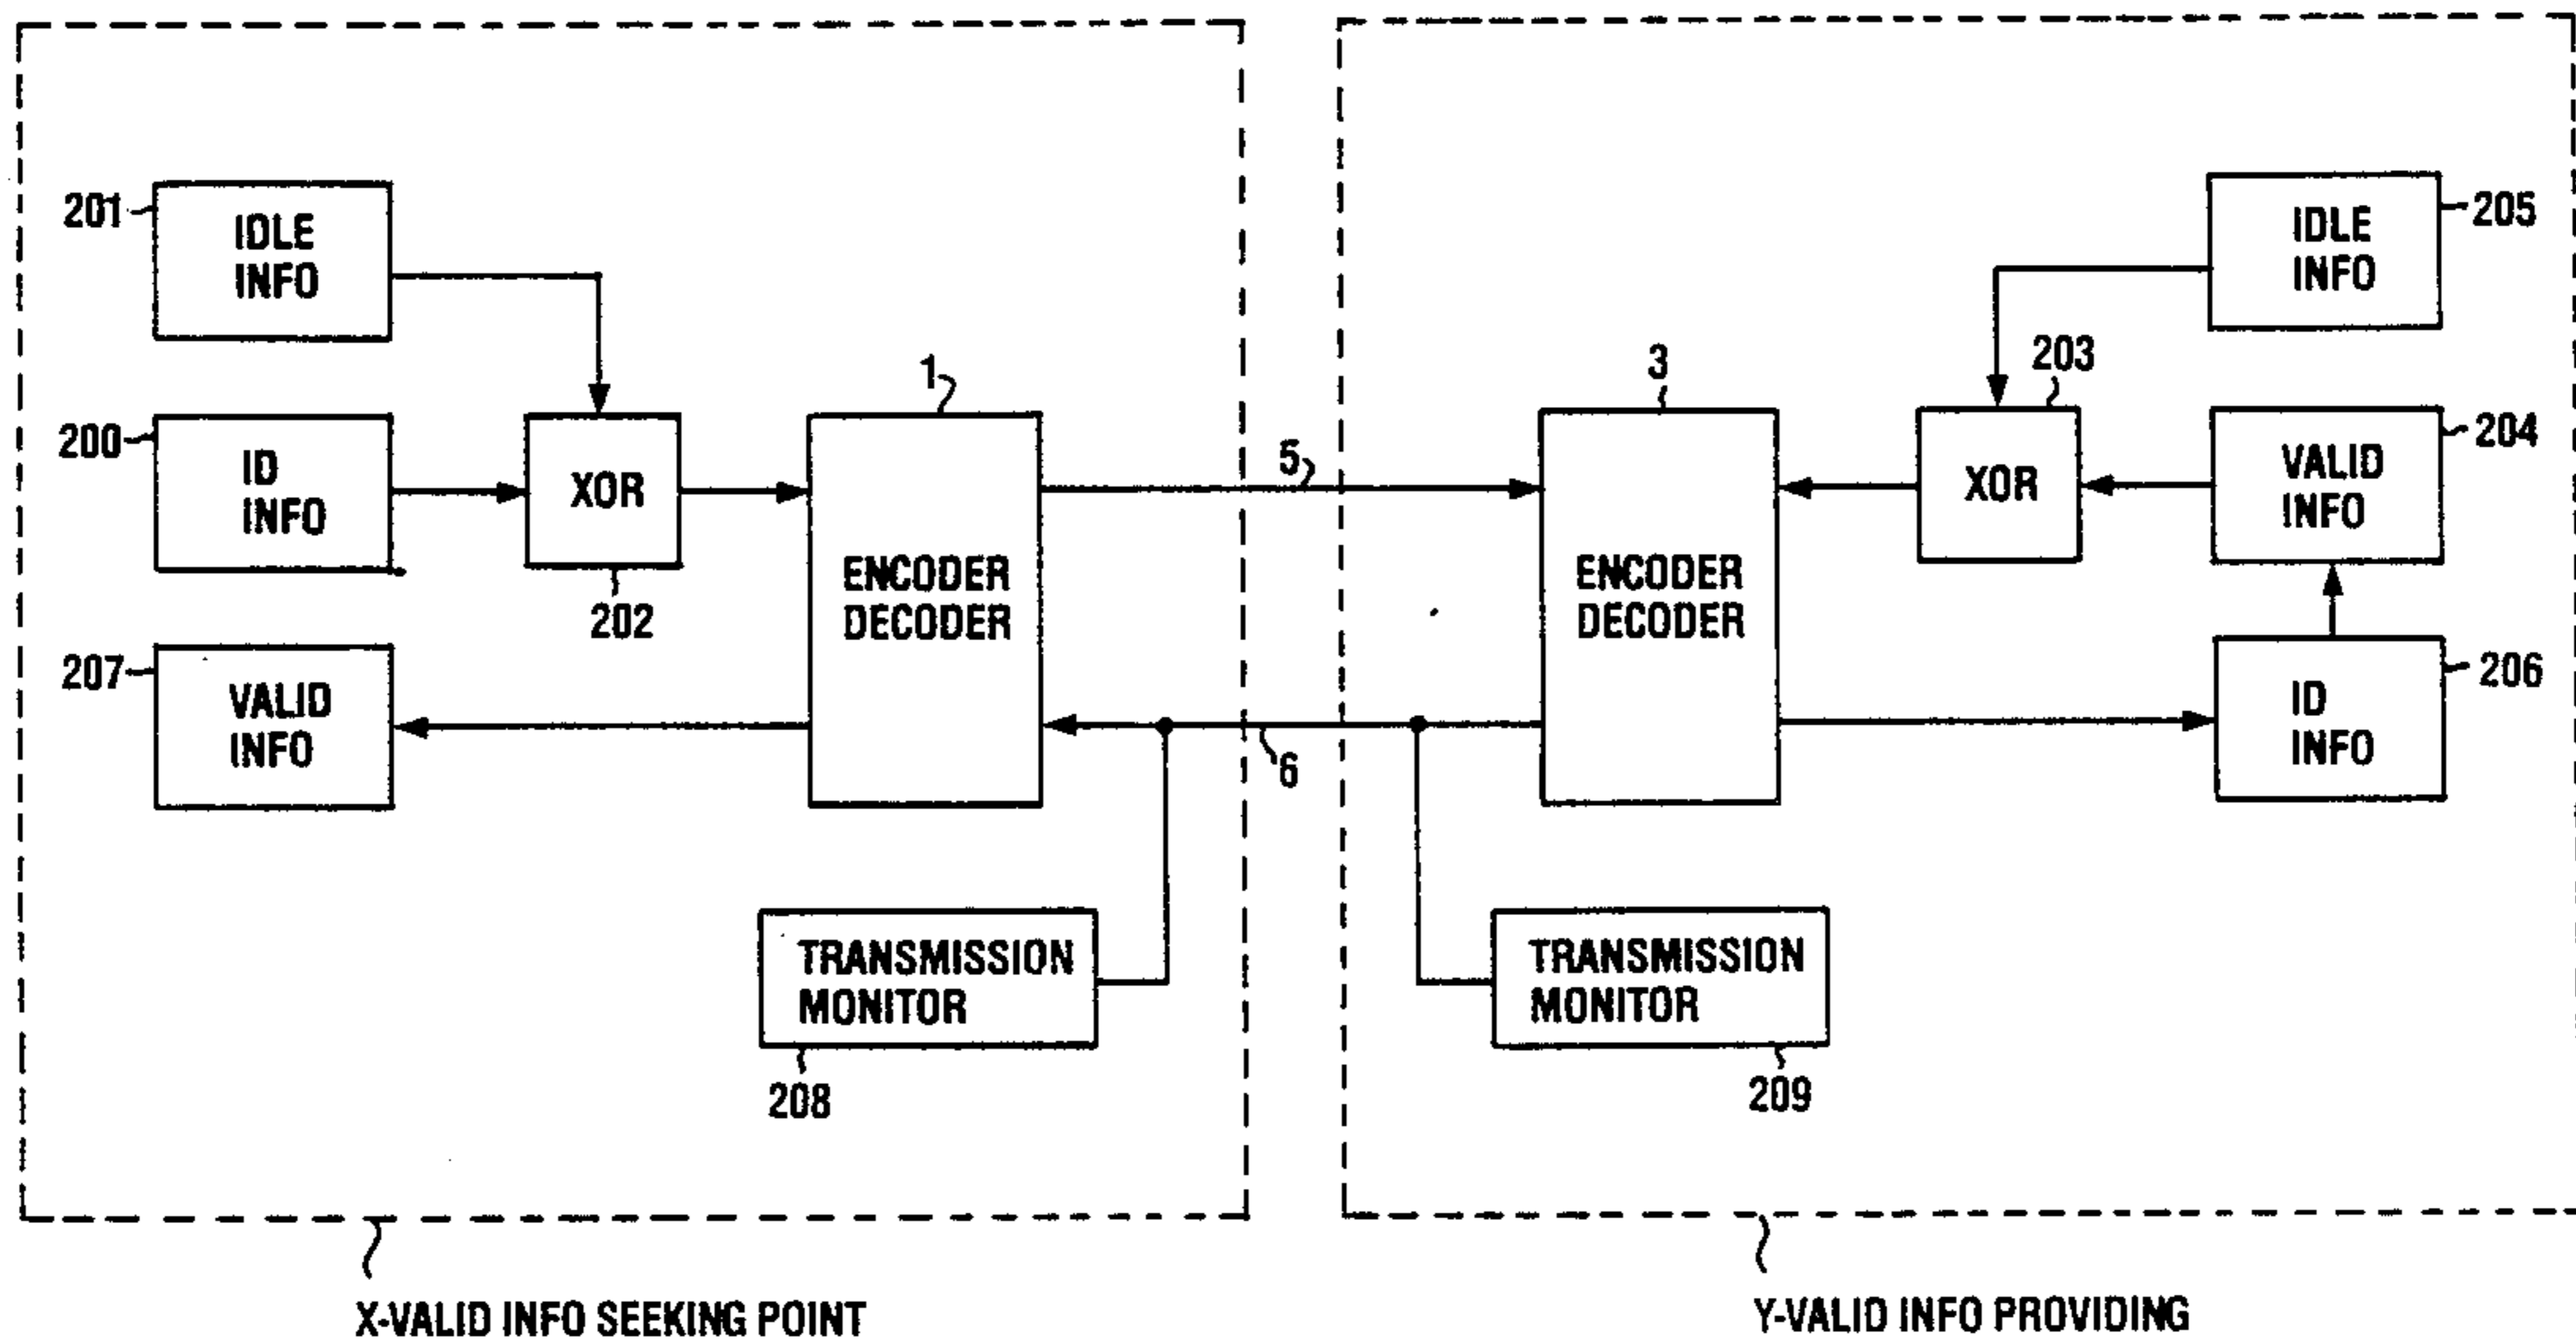 201
IDLE
INFO
200
ID
INFO
XOR
202
207
VALID
INFO
1
ENCODER
DECODER
5
6
TRANSMISSION
MONITOR
208
3
ENCODER
DECODER
203
XOR
IDLE
INFO
205
VALID
INFO
204
ID
INFO
206
TRANSMISSION
MONITOR
209
X-VALID INFO SEEKING POINT
Y-VALID INFO PROVIDING